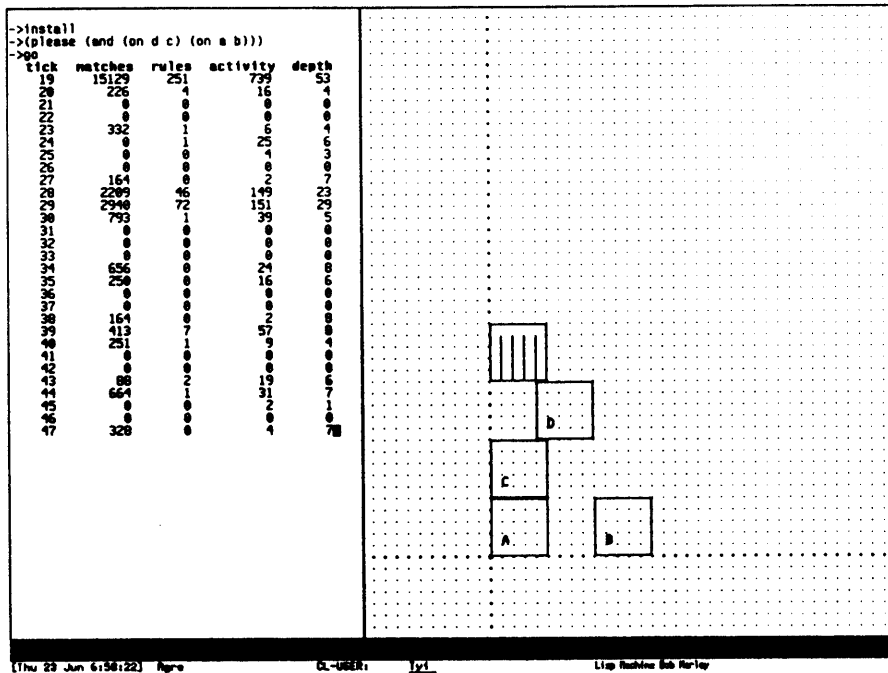 ->install
->(please (and (on d c) (on a b)))
->go
tick matches rules activity depth
19 15129 251 739 53
20 226 4 16 4
21 0 0 0 0
22 0 0 0 0
23 332 1 6 4
24 0 1 25 6
25 0 0 4 3
26 0 0 0 0
27 164 0 2 7
28 2209 46 149 23
29 2940 72 151 29
30 793 1 39 5
31 0 0 0 0
32 0 0 0 0
33 0 0 0 0
34 656 0 24 8
35 250 0 16 6
36 0 0 0 0
37 0 0 0 0
38 164 0 2 8
39 413 7 57 8
40 251 1 9 4
41 0 0 0 0
42 0 0 0 0
43 88 2 19 6
44 664 1 31 7
45 0 0 2 1
46 0 0 0 0
47 328 0 4 7
D
C
A B
[Thu 23 Jun 6:58:22] Agre CL-USER: Tyi Lisp Machine Bob Marley